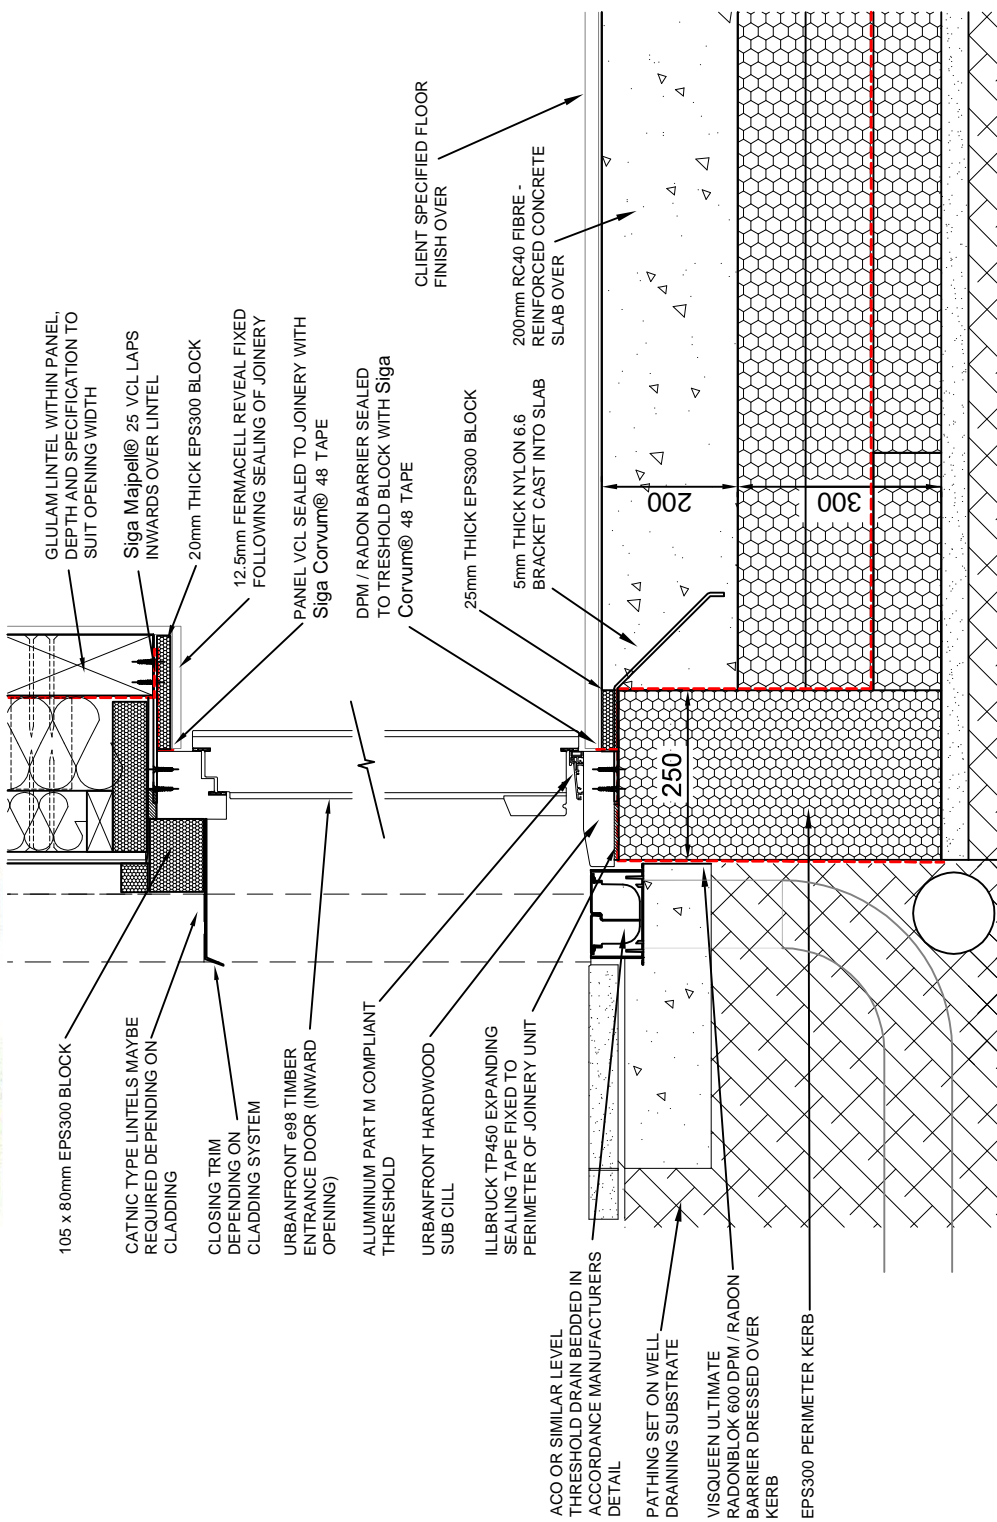 GLULAM LINTEL WITHIN PANEL,
DEPTH AND SPECIFICATION TO
SUIT OPENING WIDTH
Siga Majpell® 25 VCL LAPS
INWARDS OVER LINTEL
20mm THICK EPS300 BLOCK
12.5mm FERMACELL REVEAL FIXED
FOLLOWING SEALING OF JOINERY
PANEL VCL SEALED TO JOINERY WITH
Siga Corvum® 48 TAPE
DPM / RADON BARRIER SEALED
TO TRESHOLD BLOCK WITH Siga
Corvum® 48 TAPE
CLIENT SPECIFIED FLOOR
FINISH OVER
25mm THICK EPS300 BLOCK
5mm THICK NYLON 6.6
BRACKET CAST INTO SLAB
200mm RC40 FIBRE -
REINFORCED CONCRETE
SLAB OVER
200
300
250
105 x 80mm EPS300 BLOCK
CATNIC TYPE LINTELS MAYBE
REQUIRED DEPENDING ON
CLADDING
CLOSING TRIM
DEPENDING ON
CLADDING SYSTEM
URBANFRONT e98 TIMBER
ENTRANCE DOOR (INWARD
OPENING)
ALUMINIUM PART M COMPLIANT
THRESHOLD
URBANFRONT HARDWOOD
SUB CILL
ILLBRUCK TP450 EXPANDING
SEALING TAPE FIXED TO
PERIMETER OF JOINERY UNIT
ACO OR SIMILAR LEVEL
THRESHOLD DRAIN BEDDED IN
ACCORDANCE MANUFACTURERS
DETAIL
PATHING SET ON WELL
DRAINING SUBSTRATE
VISQUEEN ULTIMATE
RADONBLOK 600 DPM / RADON
BARRIER DRESSED OVER
KERB
EPS300 PERIMETER KERB